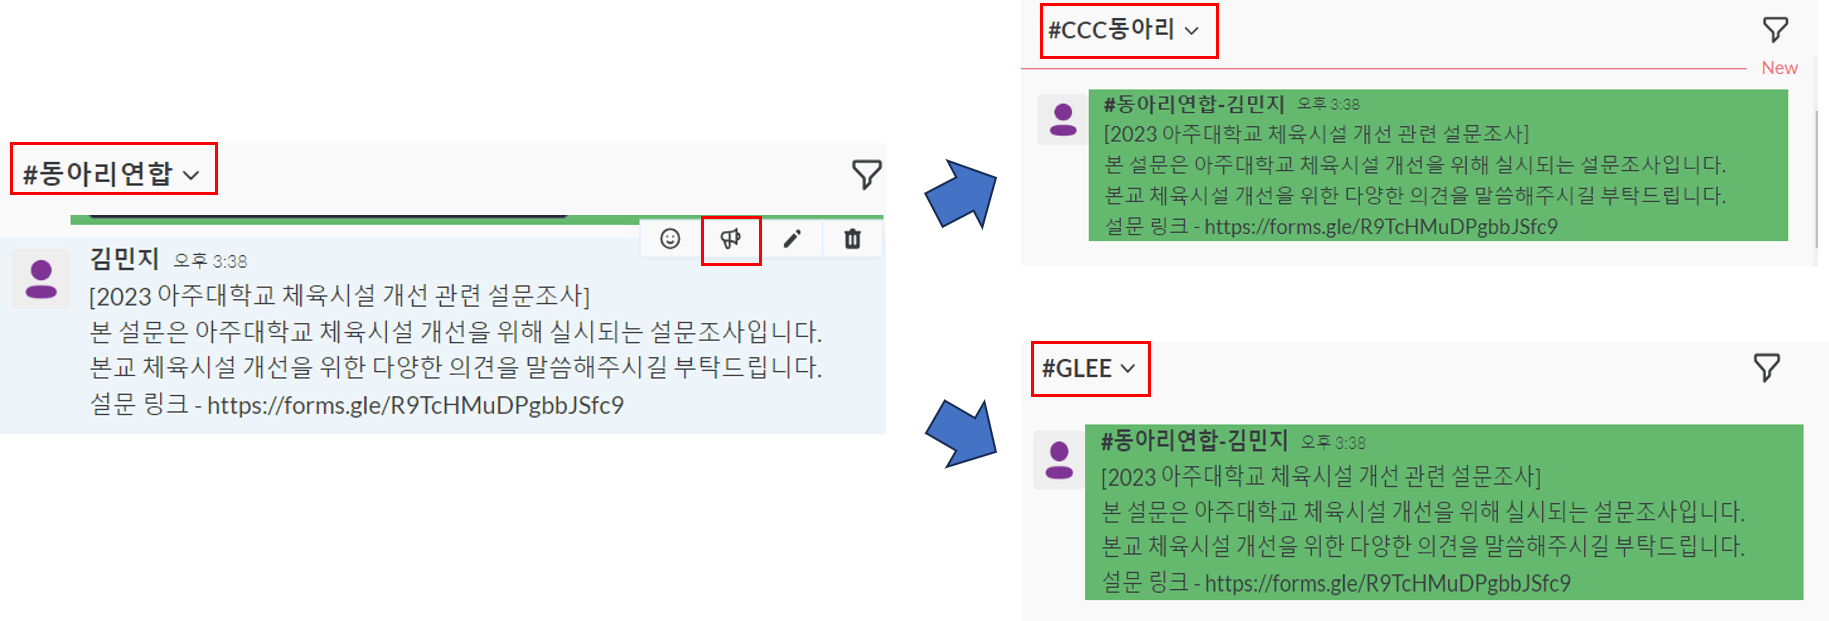 #동아리연합
김민지 오후 3:38
[2023 아주대학교 체육시설 개선 관련 설문조사]
본 설문은 아주대학교 체육시설 개선을 위해 실시되는 설문조사입니다.
본교 체육시설 개선을 위한 다양한 의견을 말씀해주시길 부탁드립니다.
설문 링크 - https://forms.gle/R9TcHMuDPgbbJSfc9
#CCC동아리
New
#동아리연합-김민지 오후 3:38
[2023 아주대학교 체육시설 개선 관련 설문조사]
본 설문은 아주대학교 체육시설 개선을 위해 실시되는 설문조사입니다.
본교 체육시설 개선을 위한 다양한 의견을 말씀해주시길 부탁드립니다.
설문 링크 - https://forms.gle/R9TcHMuDPgbbJSfc9
#GLEE
#동아리연합-김민지 오후 3:38
[2023 아주대학교 체육시설 개선 관련 설문조사]
본 설문은 아주대학교 체육시설 개선을 위해 실시되는 설문조사입니다.
본교 체육시설 개선을 위한 다양한 의견을 말씀해주시길 부탁드립니다.
설문 링크 - https://forms.gle/R9TcHMuDPgbbJSfc9